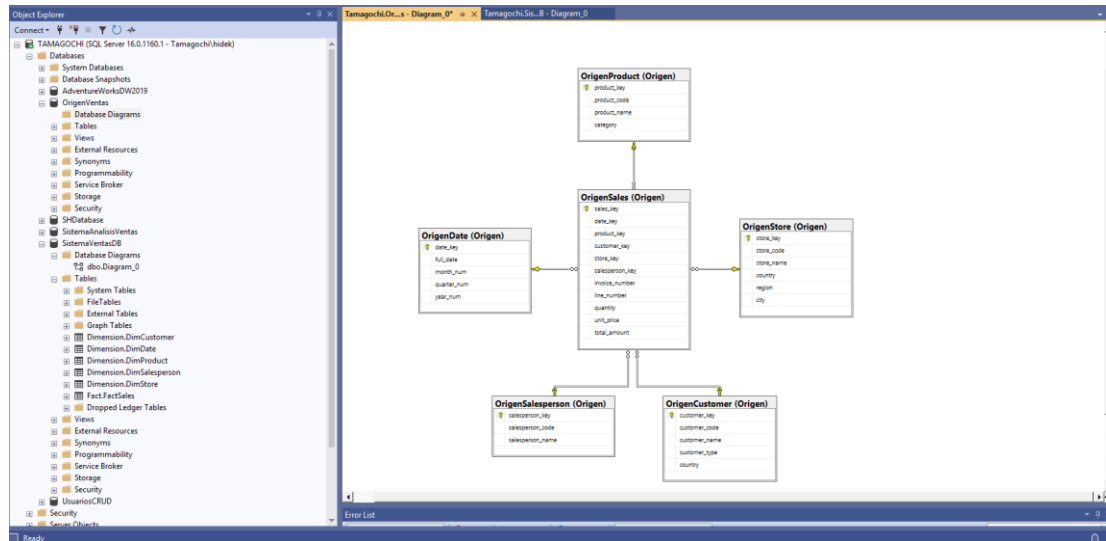 Object Explorer
Connect
TAMAGOCHI (SQL Server 16.0.1160.1 - Tamagochi\hidek)
Databases
System Databases
Database Snapshots
AdventureWorksDW2019
OrigenVentas
Database Diagrams
Tables
Views
External Resources
Synonyms
Programmability
Service Broker
Storage
Security
SHDatabase
SistemaAnalisisVentas
SistemaVentasDB
Database Diagrams
dbo.Diagram_0
Tables
System Tables
FileTables
External Tables
Graph Tables
Dimension.DimCustomer
Dimension.DimDate
Dimension.DimProduct
Dimension.DimSalesperson
Dimension.DimStore
Fact.FactSales
Dropped Ledger Tables
Views
External Resources
Synonyms
Programmability
Service Broker
Storage
Security
UsuariosCRUD
Security
Server Objects
Ready
Tamagochi.Or...s - Diagram_0*
Tamagochi.Sis...B - Diagram_0
OrigenProduct (Origen)
product_key
product_code
product_name
category
OrigenSales (Origen)
sales_key
date_key
product_key
customer_key
store_key
salesperson_key
invoice_number
line_number
quantity
unit_price
total_amount
OrigenDate (Origen)
date_key
full_date
month_num
quarter_num
year_num
OrigenStore (Origen)
store_key
store_code
store_name
country
region
city
OrigenSalesperson (Origen)
salesperson_key
salesperson_code
salesperson_name
OrigenCustomer (Origen)
customer_key
customer_code
customer_name
customer_type
country
Error List